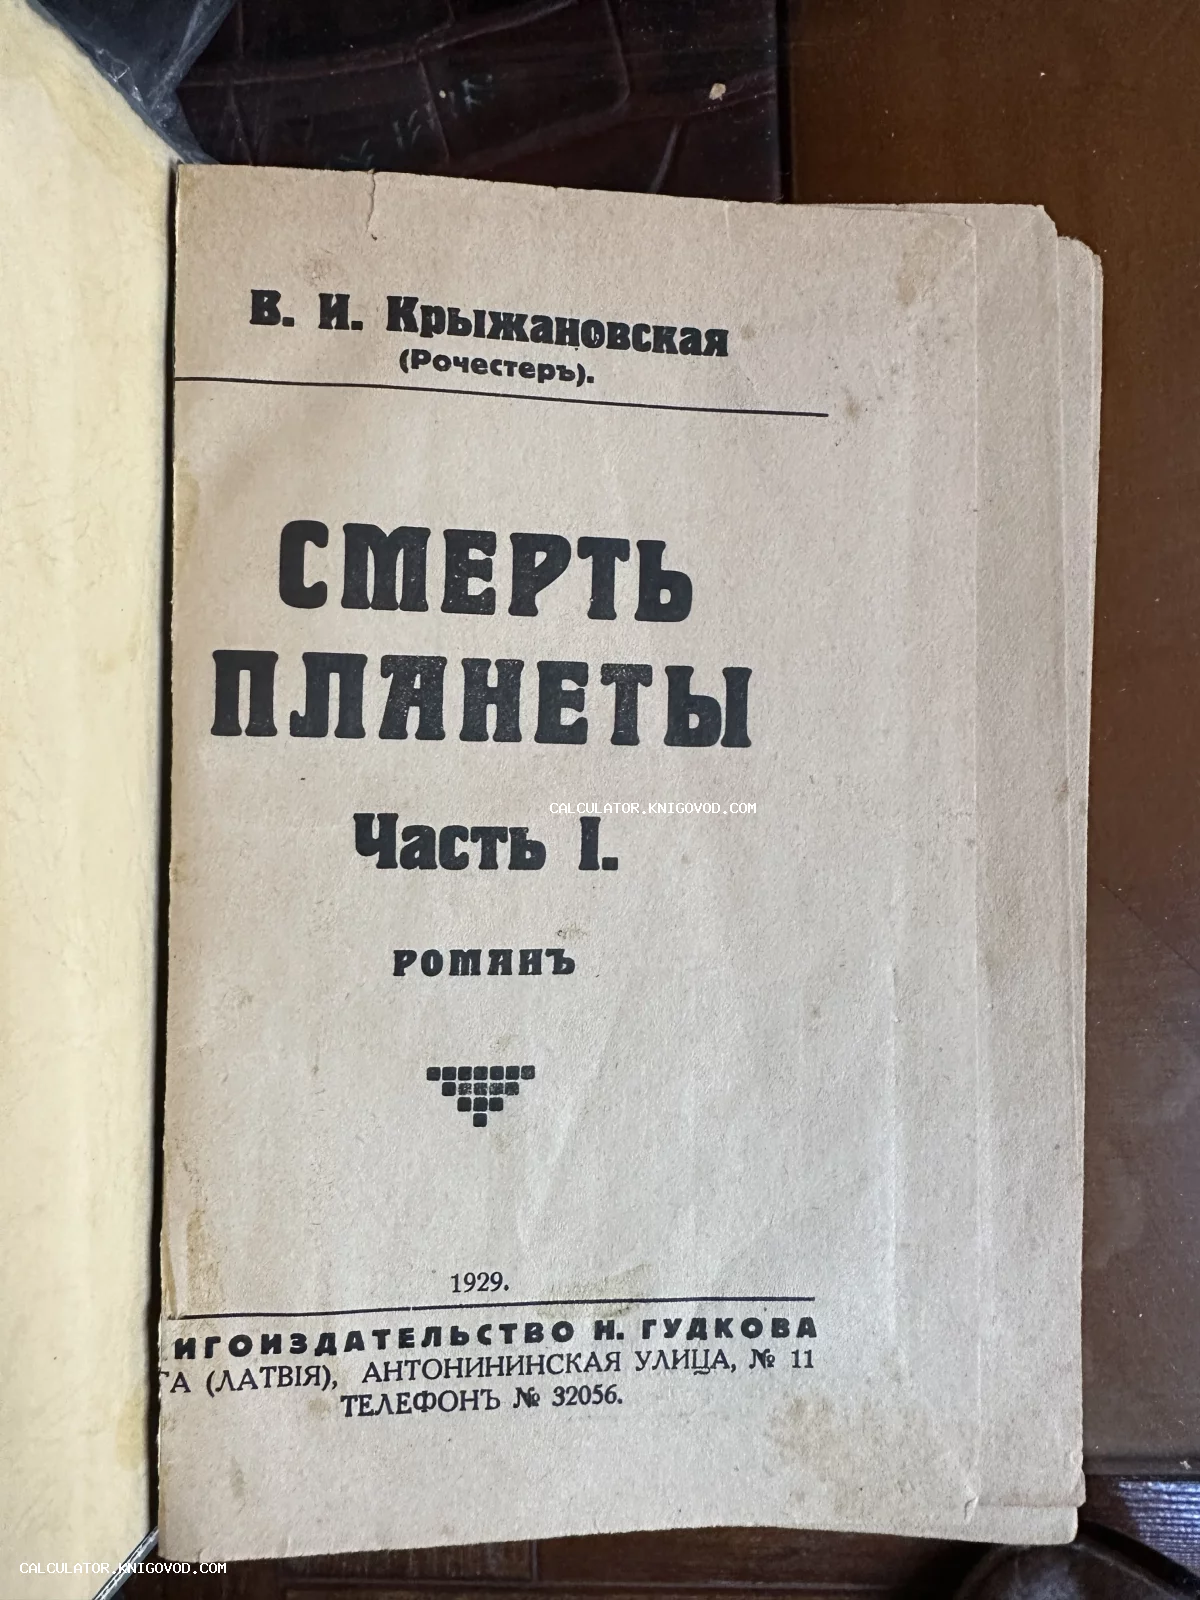 В. И. Крыжановская
(Рочестеръ).
СМЕРТЬ
ПЛАНЕТЫ
CALCULATOR.KNIGOVOD.COM
Часть I.
РОМАНЪ
1929.
ИГОИЗДАТЕЛЬСТВО Н. ГУДКОВА
ГА (ЛАТВІЯ), АНТОНИНИНСКАЯ УЛИЦА, № 11
ТЕЛЕФОНЪ № 32056.
CALCULATOR.KNIGOVOD.COM